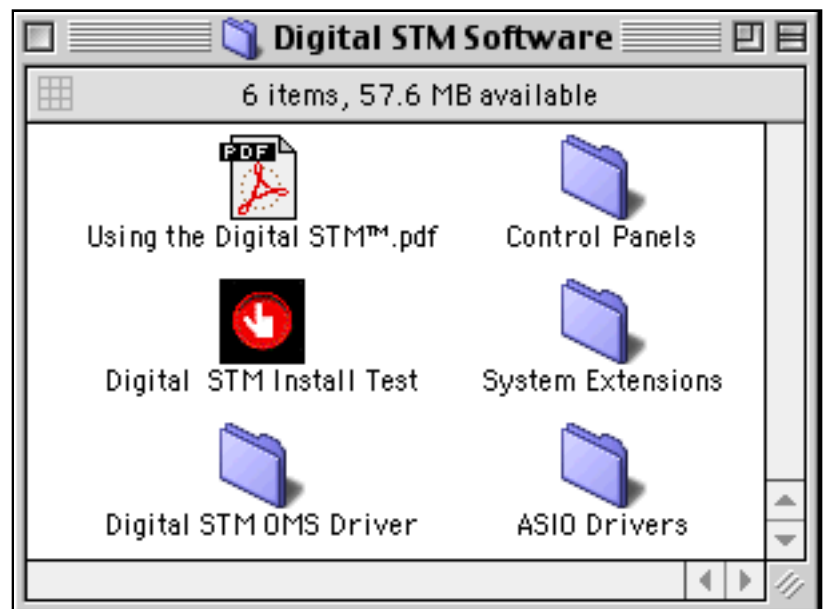 Digital STM Software
6 items, 57.6 MB available
PDF
Using the Digital STM™.pdf
Control Panels
Digital STM Install Test
System Extensions
Digital STM OMS Driver
ASIO Drivers